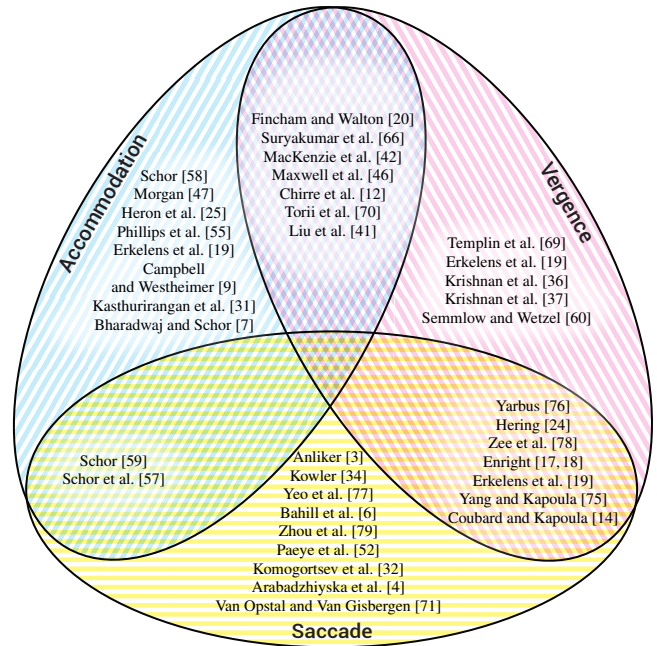 Fincham and Walton [20]
Suryakumar et al. [66]
MacKenzie et al. [42]
Maxwell et al. [46]
Chirre et al. [12]
Torii et al. [70]
Liu et al. [41]
Accommodation
Schor [58]
Morgan [47]
Heron et al. [25]
Phillips et al. [55]
Erkelens et al. [19]
Campbell
and Westheimer [9]
Kasthurirangan et al. [31]
Bharadwaj and Schor [7]
Vergence
Templin et al. [69]
Erkelens et al. [19]
Krishnan et al. [36]
Krishnan et al. [37]
Semmlow and Wetzel [60]
Yarbus [76]
Hering [24]
Zee et al. [78]
Enright [17, 18]
Erkelens et al. [19]
Yang and Kapoula [75]
Coubard and Kapoula [14]
Schor [59]
Schor et al. [57]
Anliker [3]
Kowler [34]
Yeo et al. [77]
Bahill et al. [6]
Zhou et al. [79]
Paeye et al. [52]
Komogortsev et al. [32]
Arabadzhiyska et al. [4]
Van Opstal and Van Gisbergen [71]
Saccade